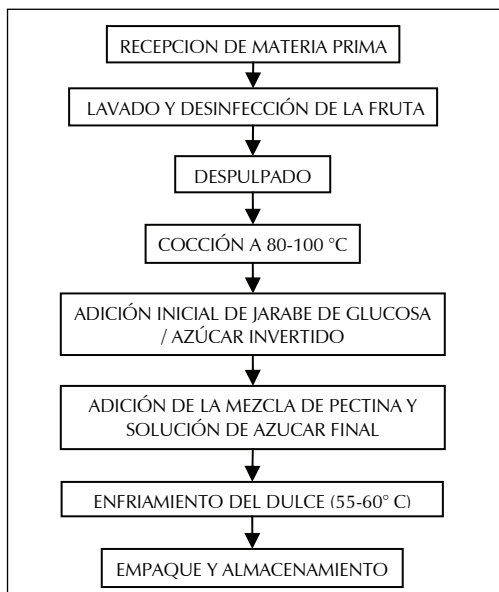 RECEPCION DE MATERIA PRIMA
LAVADO Y DESINFECCIÓN DE LA FRUTA
DESPULPADO
COCCIÓN A 80-100 °C
ADICIÓN INICIAL DE JARABE DE GLUCOSA
/ AZÚCAR INVERTIDO
ADICIÓN DE LA MEZCLA DE PECTINA Y
SOLUCIÓN DE AZUCAR FINAL
ENFRIAMIENTO DEL DULCE (55-60° C)
EMPAQUE Y ALMACENAMIENTO